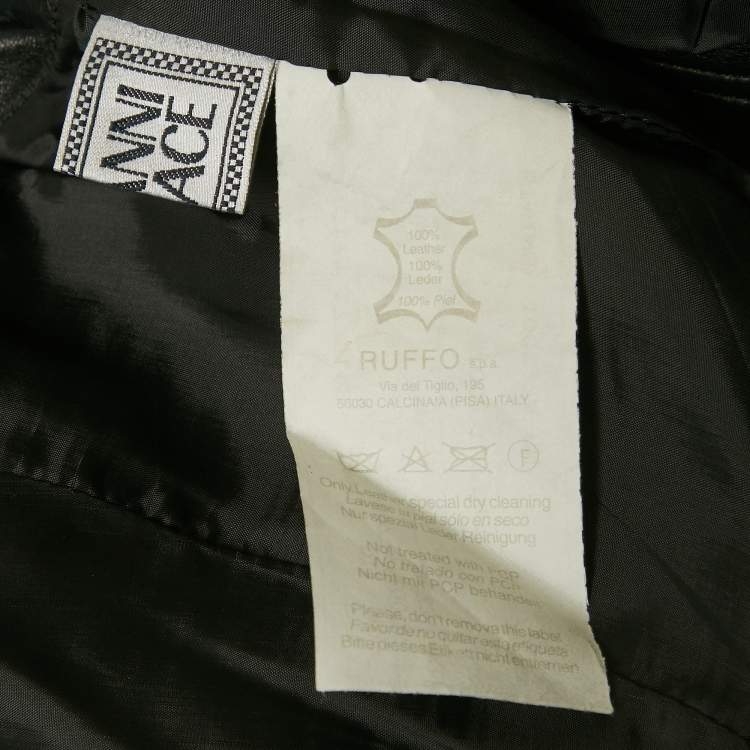 ANNI
ACE
100%
Leather
100%
Leder
100% Piel
RUFFO s.p.a.
Via del Tiglio, 195
56030 CALCINAIA (PISA) ITALY
F
Only Leather special dry cleaning
Lavese tu piel solo en seco
Nur spezial Leder Reinigung
Not treated with PCP
No tratado con PCP
Nicht mit PCP behandelt
Please, don't remove this label
Favor de no quitar esta etiqueta
Bitte dieses Etikett nicht entfernen